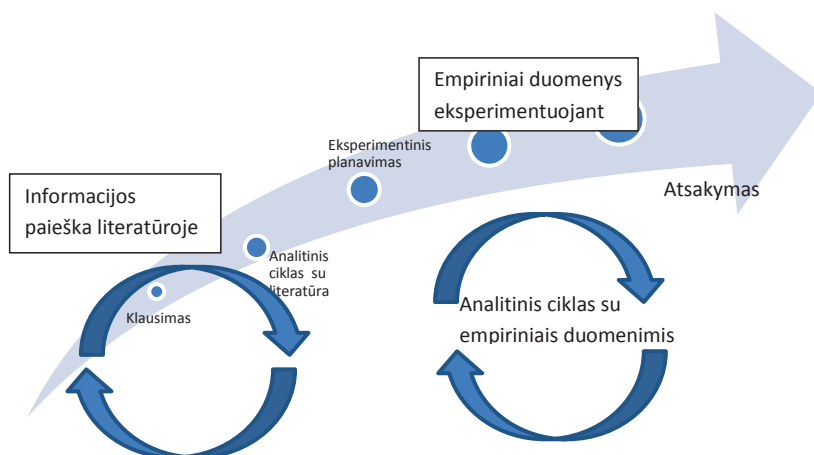 Empiriniai duomenys
eksperimentuojant
Eksperimentinis
planavimas
Informacijos
paieška literatūroje
Atsakymas
Analitinis
ciklas su
literatūra
Klausimas
Analitinis ciklas su
empiriniais duomenimis